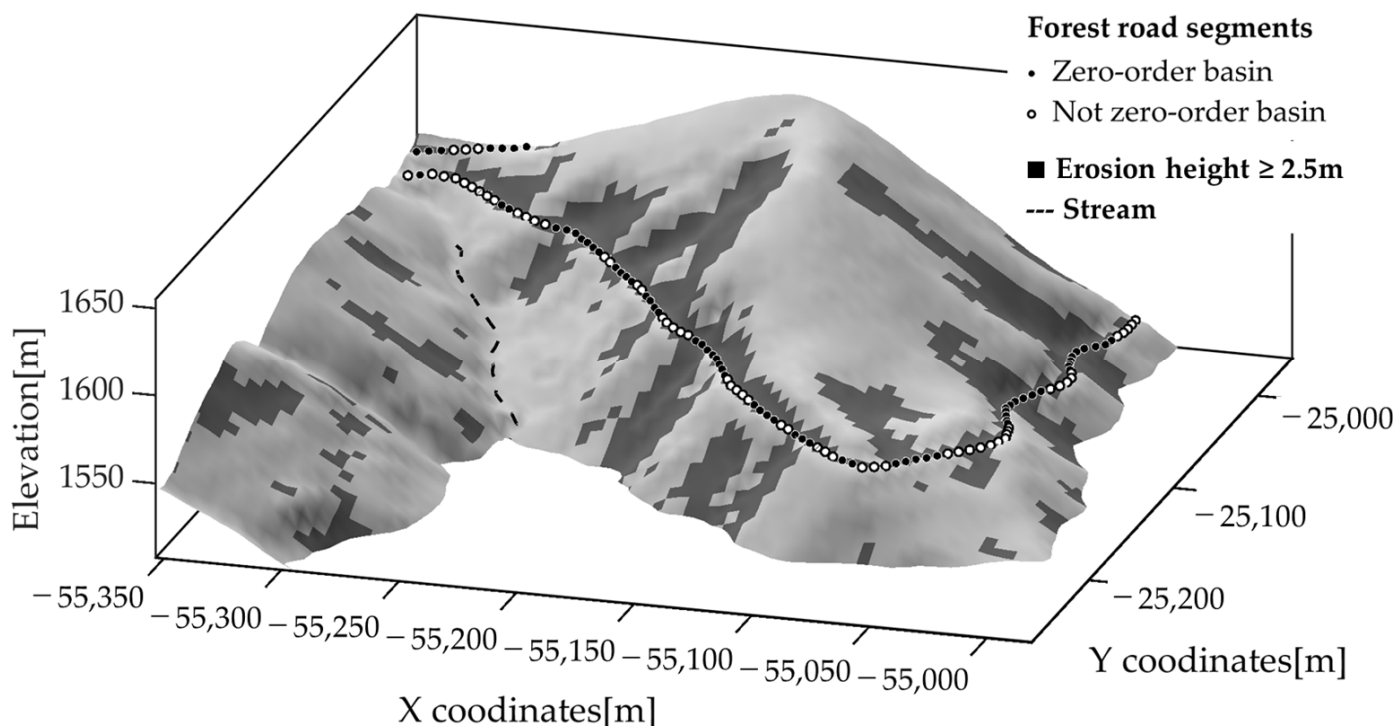 Forest road segments
Zero-order basin
Not zero-order basin
Erosion height ≥ 2.5m
--- Stream
1650
1600
1550
Elevation[m]
−55,350
−55,300
−55,250
−55,200
−55,150
−55,100
−55,050
−55,000
X coodinates[m]
−25,000
−25,100
−25,200
Y coodinates[m]